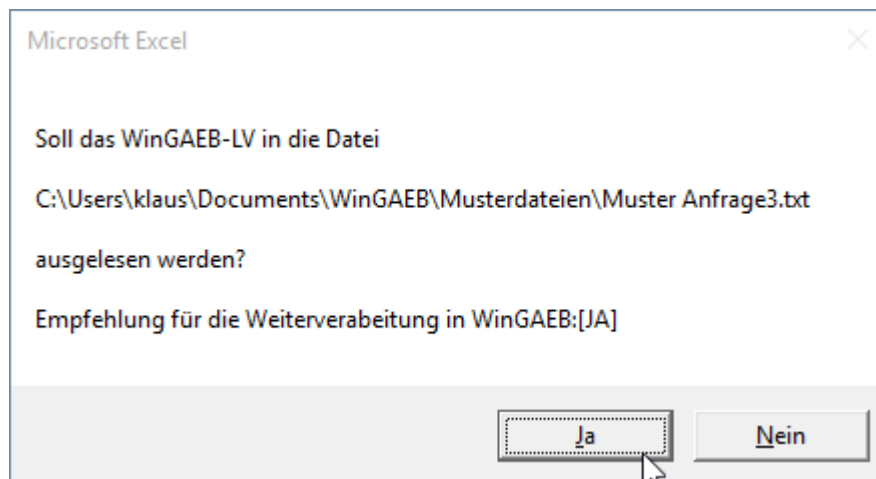 Microsoft Excel
Soll das WinGAEB-LV in die Datei
C:\Users\klaus\Documents\WinGAEB\Musterdateien\Muster Anfrage3.txt
ausgelesen werden?
Empfehlung für die Weiterverabeitung in WinGAEB:[JA]
Ja
Nein